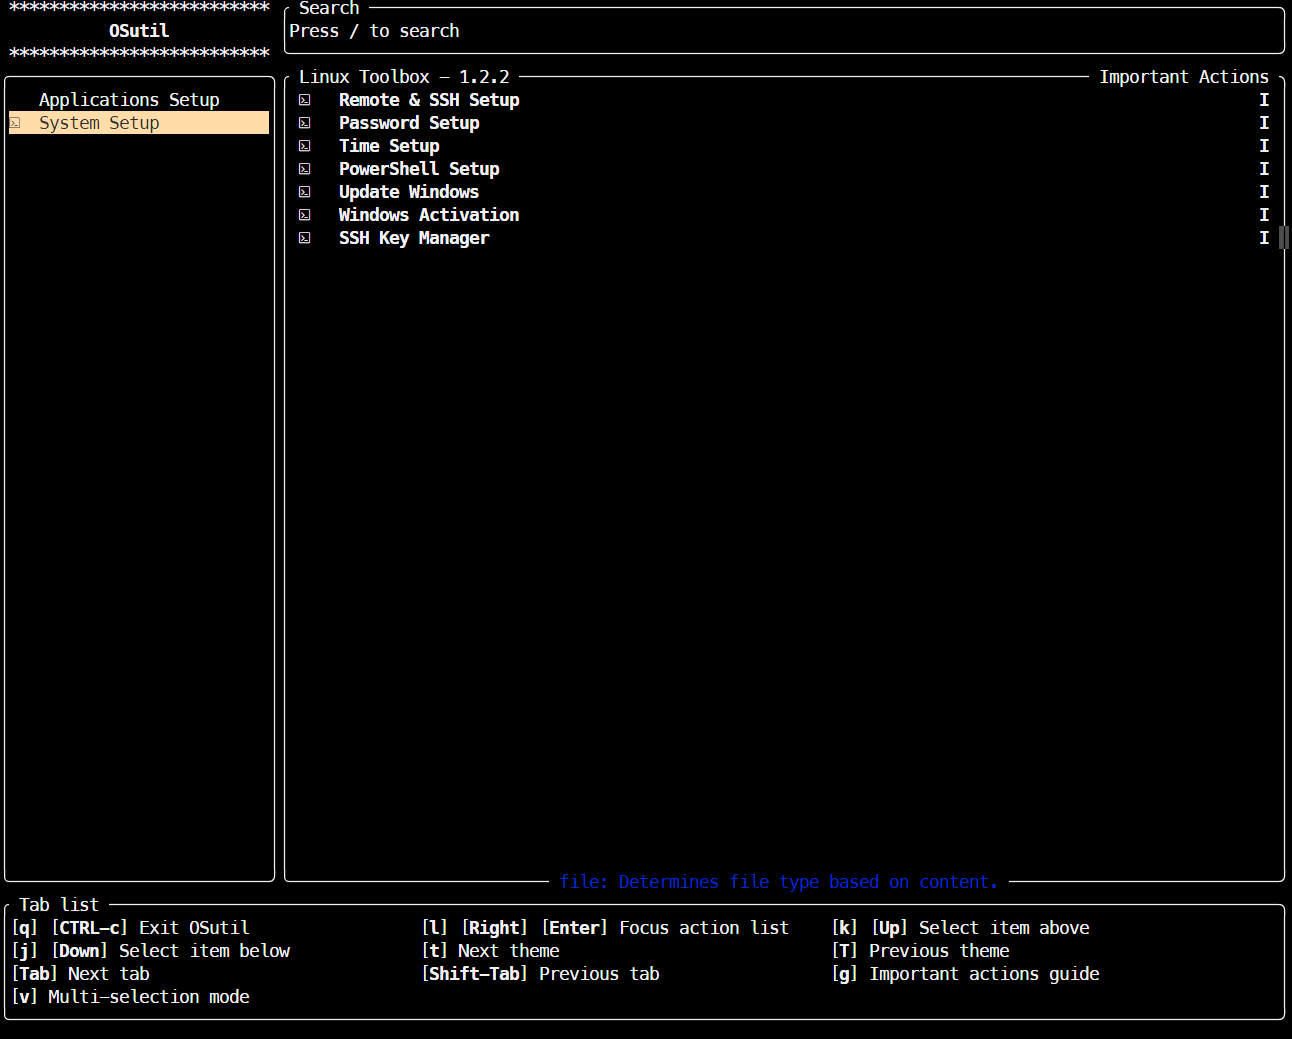 **************************
OSutil
**************************
Search
Press / to search
Applications Setup
System Setup
Linux Toolbox — 1.2.2
Important Actions
Remote & SSH Setup I
Password Setup I
Time Setup I
PowerShell Setup I
Update Windows I
Windows Activation I
SSH Key Manager I
file: Determines file type based on content.
Tab list
[q] [CTRL-c] Exit OSutil [l] [Right] [Enter] Focus action list [k] [Up] Select item above
[j] [Down] Select item below [t] Next theme [T] Previous theme
[Tab] Next tab [Shift-Tab] Previous tab [g] Important actions guide
[v] Multi-selection mode